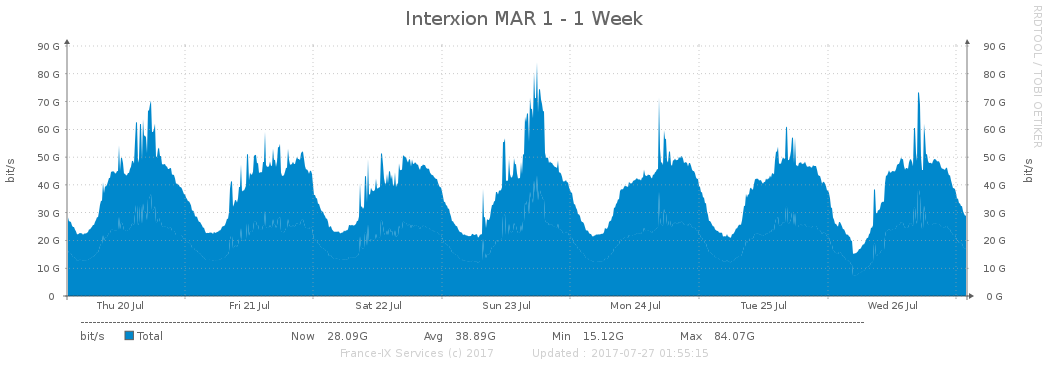 Interxion MAR 1 - 1 Week
RRDTOOL / TOBI OETIKER
bit/s
90 G
80 G
70 G
60 G
50 G
40 G
30 G
20 G
10 G
0
90 G
80 G
70 G
60 G
50 G
40 G
30 G
20 G
10 G
0 G
bit/s
Thu 20 Jul Fri 21 Jul Sat 22 Jul Sun 23 Jul Mon 24 Jul Tue 25 Jul Wed 26 Jul
bit/s Total Now 28.09G Avg 38.89G Min 15.12G Max 84.07G
France-IX Services (c) 2017 Updated : 2017-07-27 01:55:15